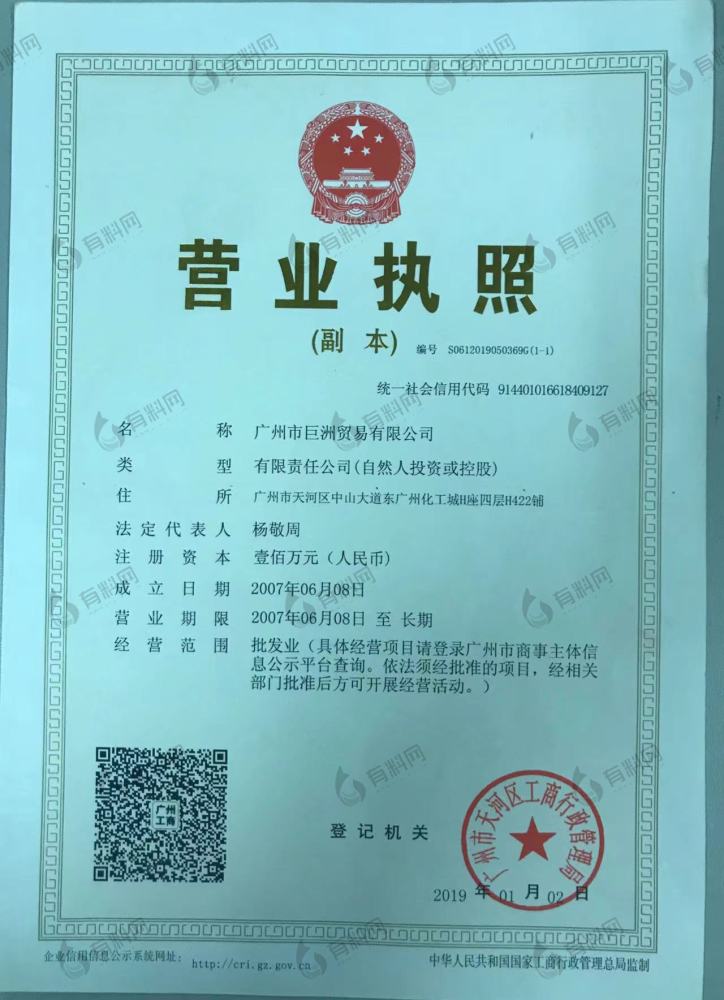 营业执照
(副 本) 编号 S0612019050369G(1-1)
统一社会信用代码 914401016618409127
名称 广州市巨洲贸易有限公司
类型 有限责任公司(自然人投资或控股)
住所 广州市天河区中山大道东广州化工城H座四层H422铺
法定代表人 杨敬周
注册资本 壹佰万元（人民币）
成立日期 2007年06月08日
营业期限 2007年06月08日 至 长期
经营范围 批发业（具体经营项目请登录广州市商事主体信
息公示平台查询。依法须经批准的项目，经相关
部门批准后方可开展经营活动。）
广州
工商
登记机关
广州市天河区工商行政管理局
2019 年 01 月 02 日
企业信用信息公示系统网址： http://cri.gz.gov.cn
中华人民共和国国家工商行政管理总局监制
有料网